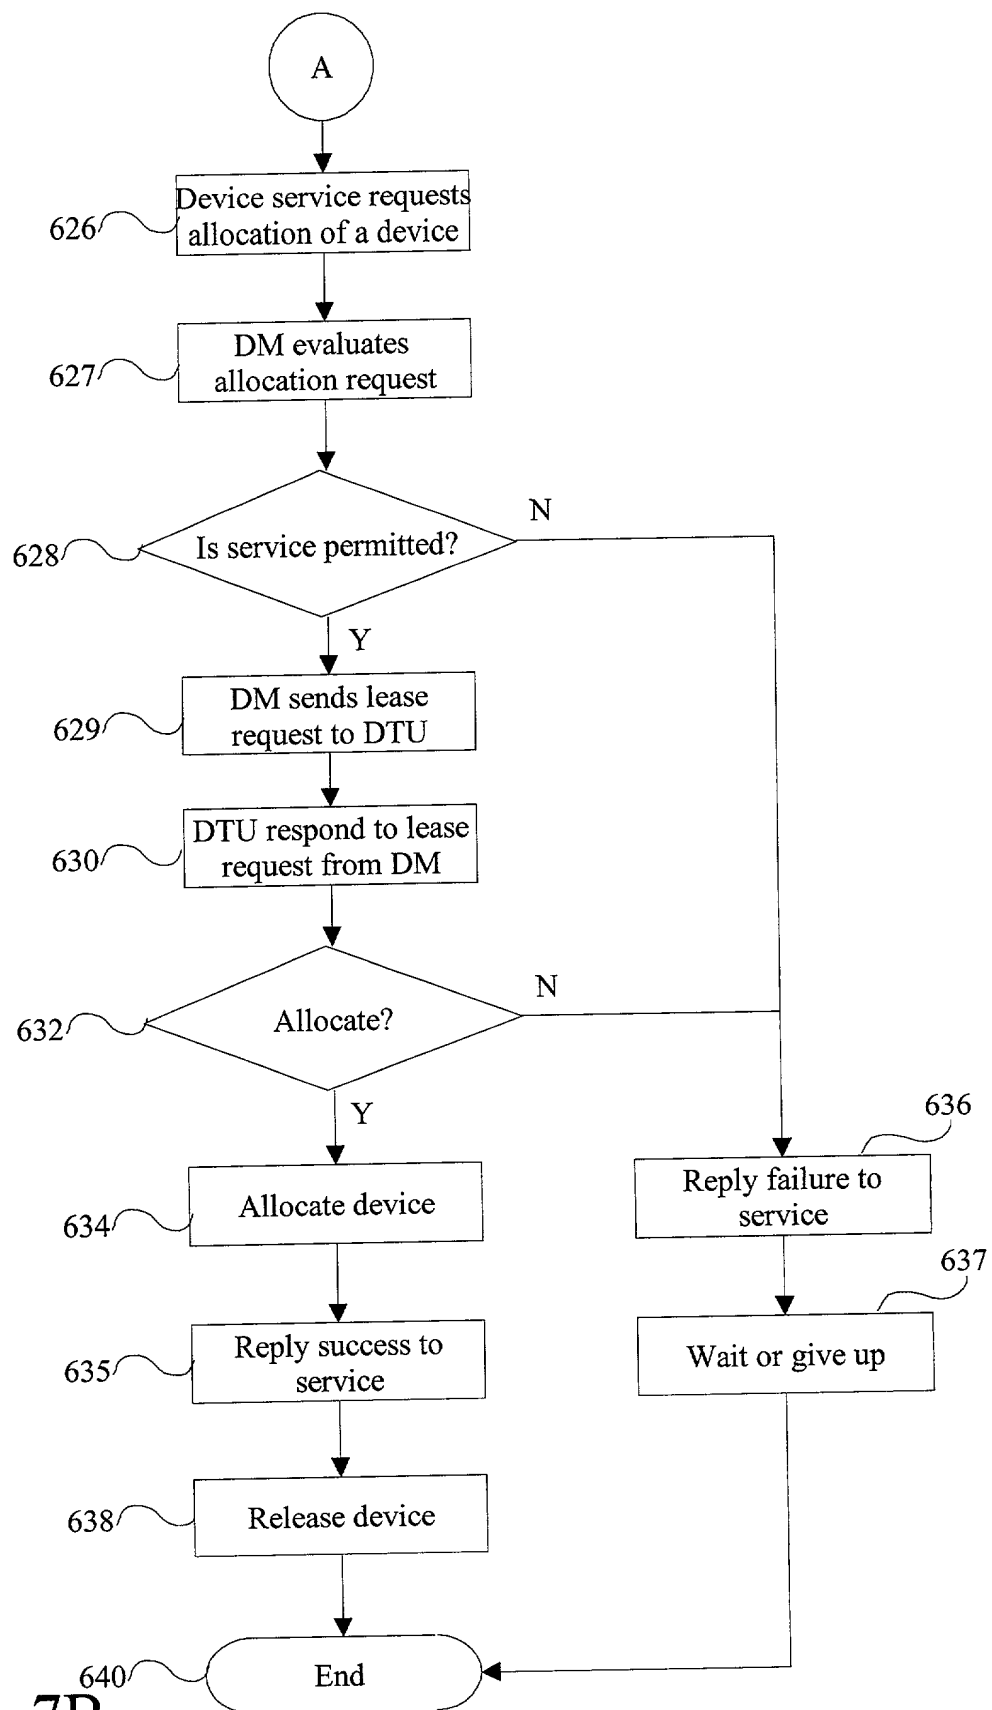 A
Device service requests
allocation of a device
626
DM evaluates
allocation request
627
N
Is service permitted?
628
Y
DM sends lease
request to DTU
629
DTU respond to lease
request from DM
630
N
Allocate?
632
Y
636
Allocate device
634
Reply failure to
service
637
Reply success to
service
635
Wait or give up
Release device
638
End
640